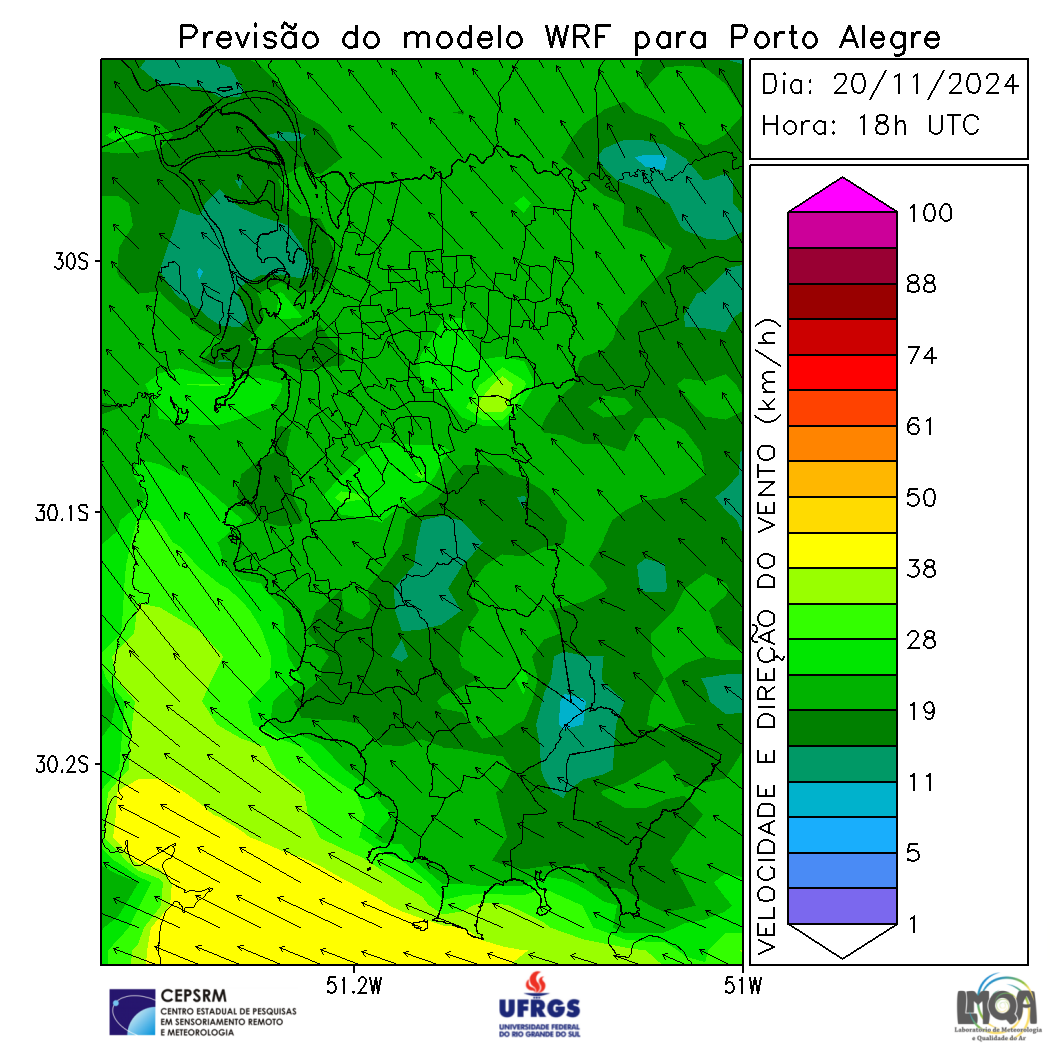 Previsão do modelo WRF para Porto Alegre
Dia: 20/11/2024
Hora: 18h UTC
30S
30.1S
30.2S
51.2W
51W
VELOCIDADE E DIREÇÃO DO VENTO (km/h)
100
88
74
61
50
38
28
19
11
5
1
CEPSRM
CENTRO ESTADUAL DE PESQUISAS
EM SENSORIAMENTO REMOTO
E METEOROLOGIA
UFRGS
UNIVERSIDADE FEDERAL
DO RIO GRANDE DO SUL
LMQA
Laboratório de Meteorologia
e Qualidade do Ar